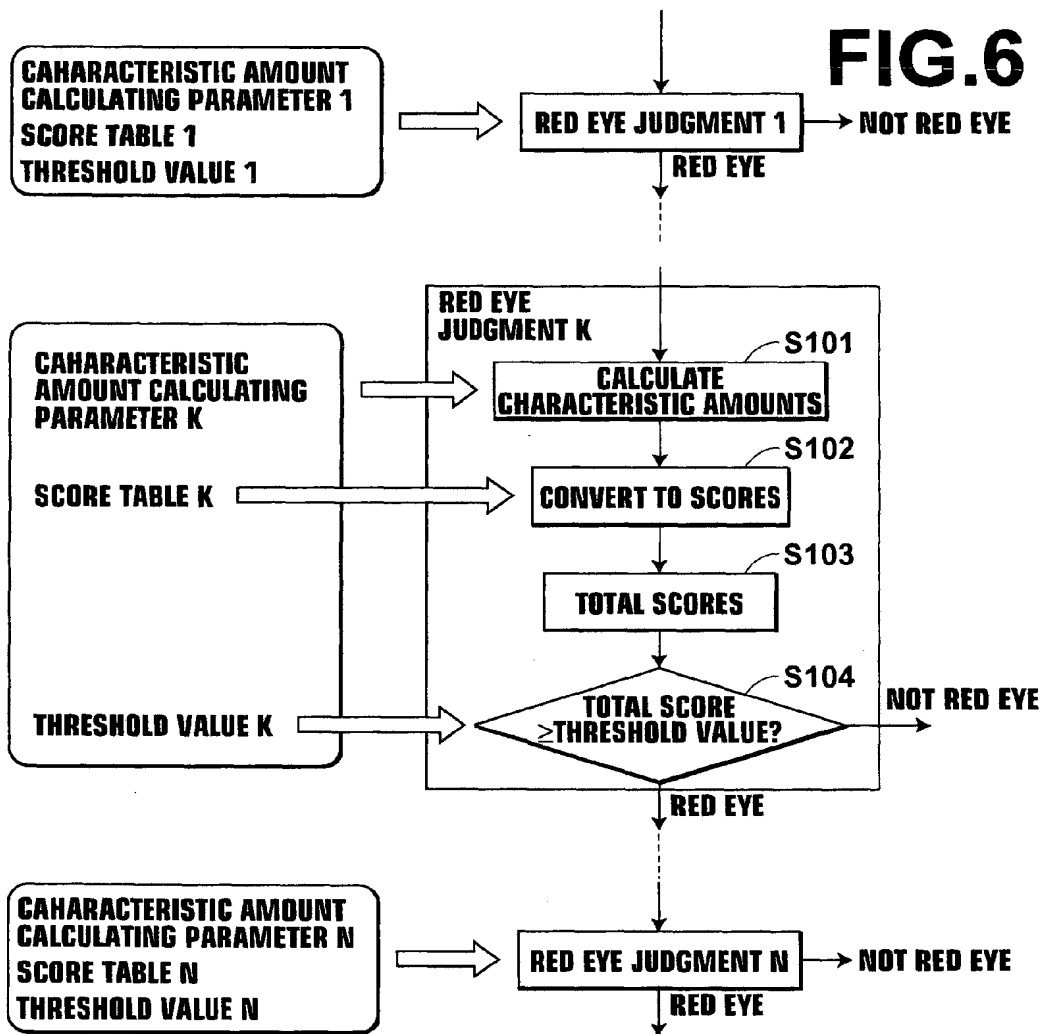 FIG.6
CAHARACTERISTIC AMOUNT
CALCULATING PARAMETER 1
SCORE TABLE 1
THRESHOLD VALUE 1
RED EYE JUDGMENT 1
NOT RED EYE
RED EYE
RED EYE
JUDGMENT K
CAHARACTERISTIC
AMOUNT CALCULATING
PARAMETER K
S101
CALCULATE
CHARACTERISTIC AMOUNTS
S102
SCORE TABLE K
CONVERT TO SCORES
S103
TOTAL SCORES
S104
THRESHOLD VALUE K
TOTAL SCORE
≥THRESHOLD VALUE?
NOT RED EYE
RED EYE
CAHARACTERISTIC AMOUNT
CALCULATING PARAMETER N
SCORE TABLE N
THRESHOLD VALUE N
RED EYE JUDGMENT N
NOT RED EYE
RED EYE